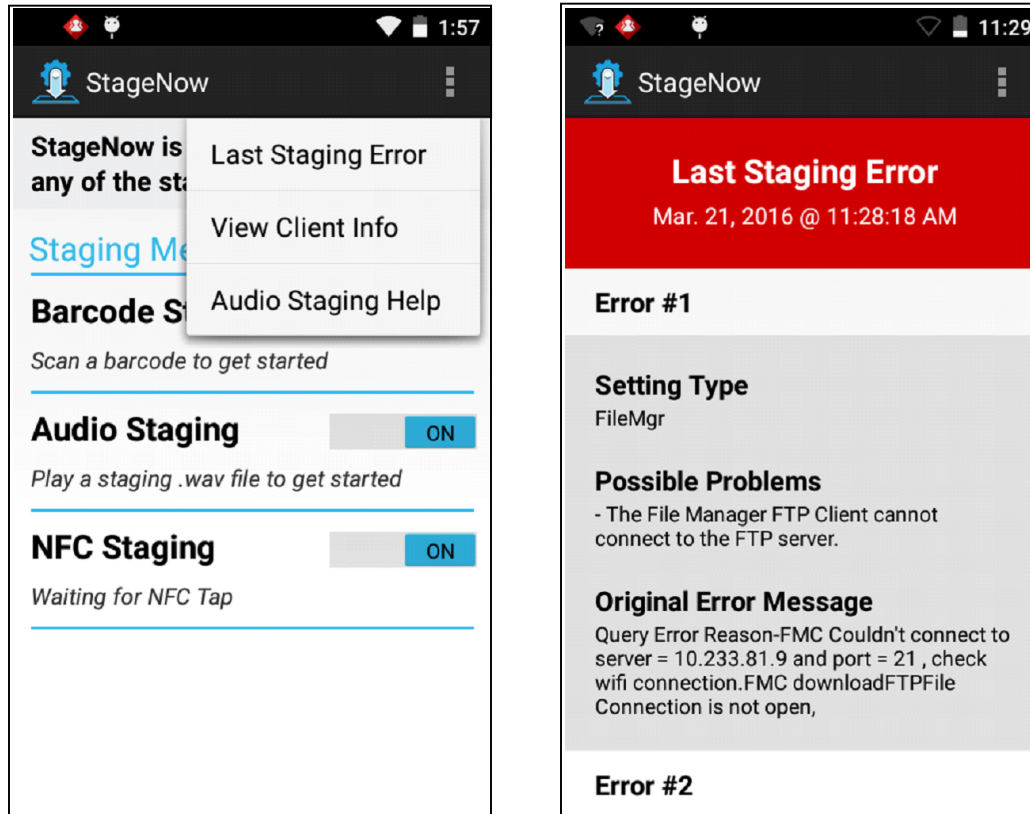 1:57
StageNow
StageNow is
any of the sta
Last Staging Error
View Client Info
Audio Staging Help
Staging Me
Barcode St
Scan a barcode to get started
Audio Staging
ON
Play a staging .wav file to get started
NFC Staging
ON
Waiting for NFC Tap
?
11:29
StageNow
Last Staging Error
Mar. 21, 2016 @ 11:28:18 AM
Error #1
Setting Type
FileMgr
Possible Problems
- The File Manager FTP Client cannot
connect to the FTP server.
Original Error Message
Query Error Reason-FMC Couldn't connect to
server = 10.233.81.9 and port = 21 , check
wifi connection.FMC downloadFTPFile
Connection is not open,
Error #2